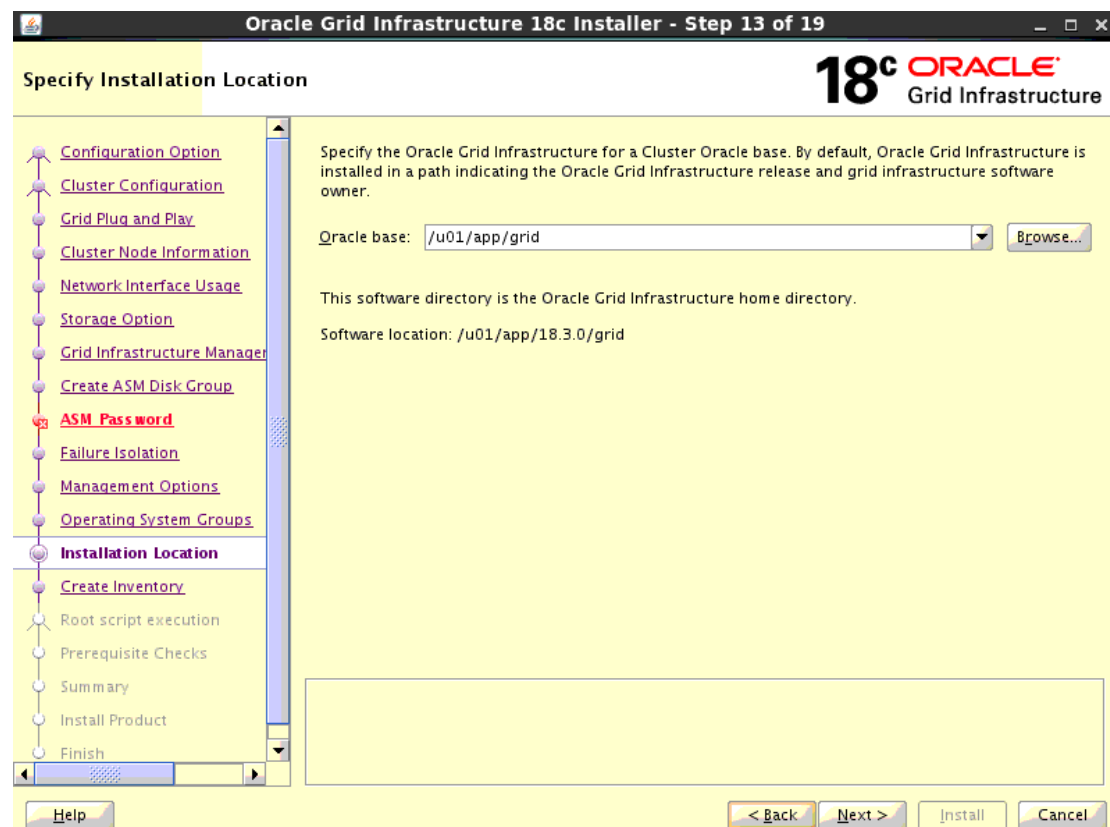 Oracle Grid Infrastructure 18c Installer - Step 13 of 19
Specify Installation Location
18c ORACLE
Grid Infrastructure
Configuration Option
Cluster Configuration
Grid Plug and Play
Cluster Node Information
Network Interface Usage
Storage Option
Grid Infrastructure Manager
Create ASM Disk Group
ASM Password
Failure Isolation
Management Options
Operating System Groups
Installation Location
Create Inventory
Root script execution
Prerequisite Checks
Summary
Install Product
Finish
Specify the Oracle Grid Infrastructure for a Cluster Oracle base. By default, Oracle Grid Infrastructure is
installed in a path indicating the Oracle Grid Infrastructure release and grid infrastructure software
owner.
Oracle base: /u01/app/grid Browse...
This software directory is the Oracle Grid Infrastructure home directory.
Software location: /u01/app/18.3.0/grid
Help < Back Next > Install Cancel